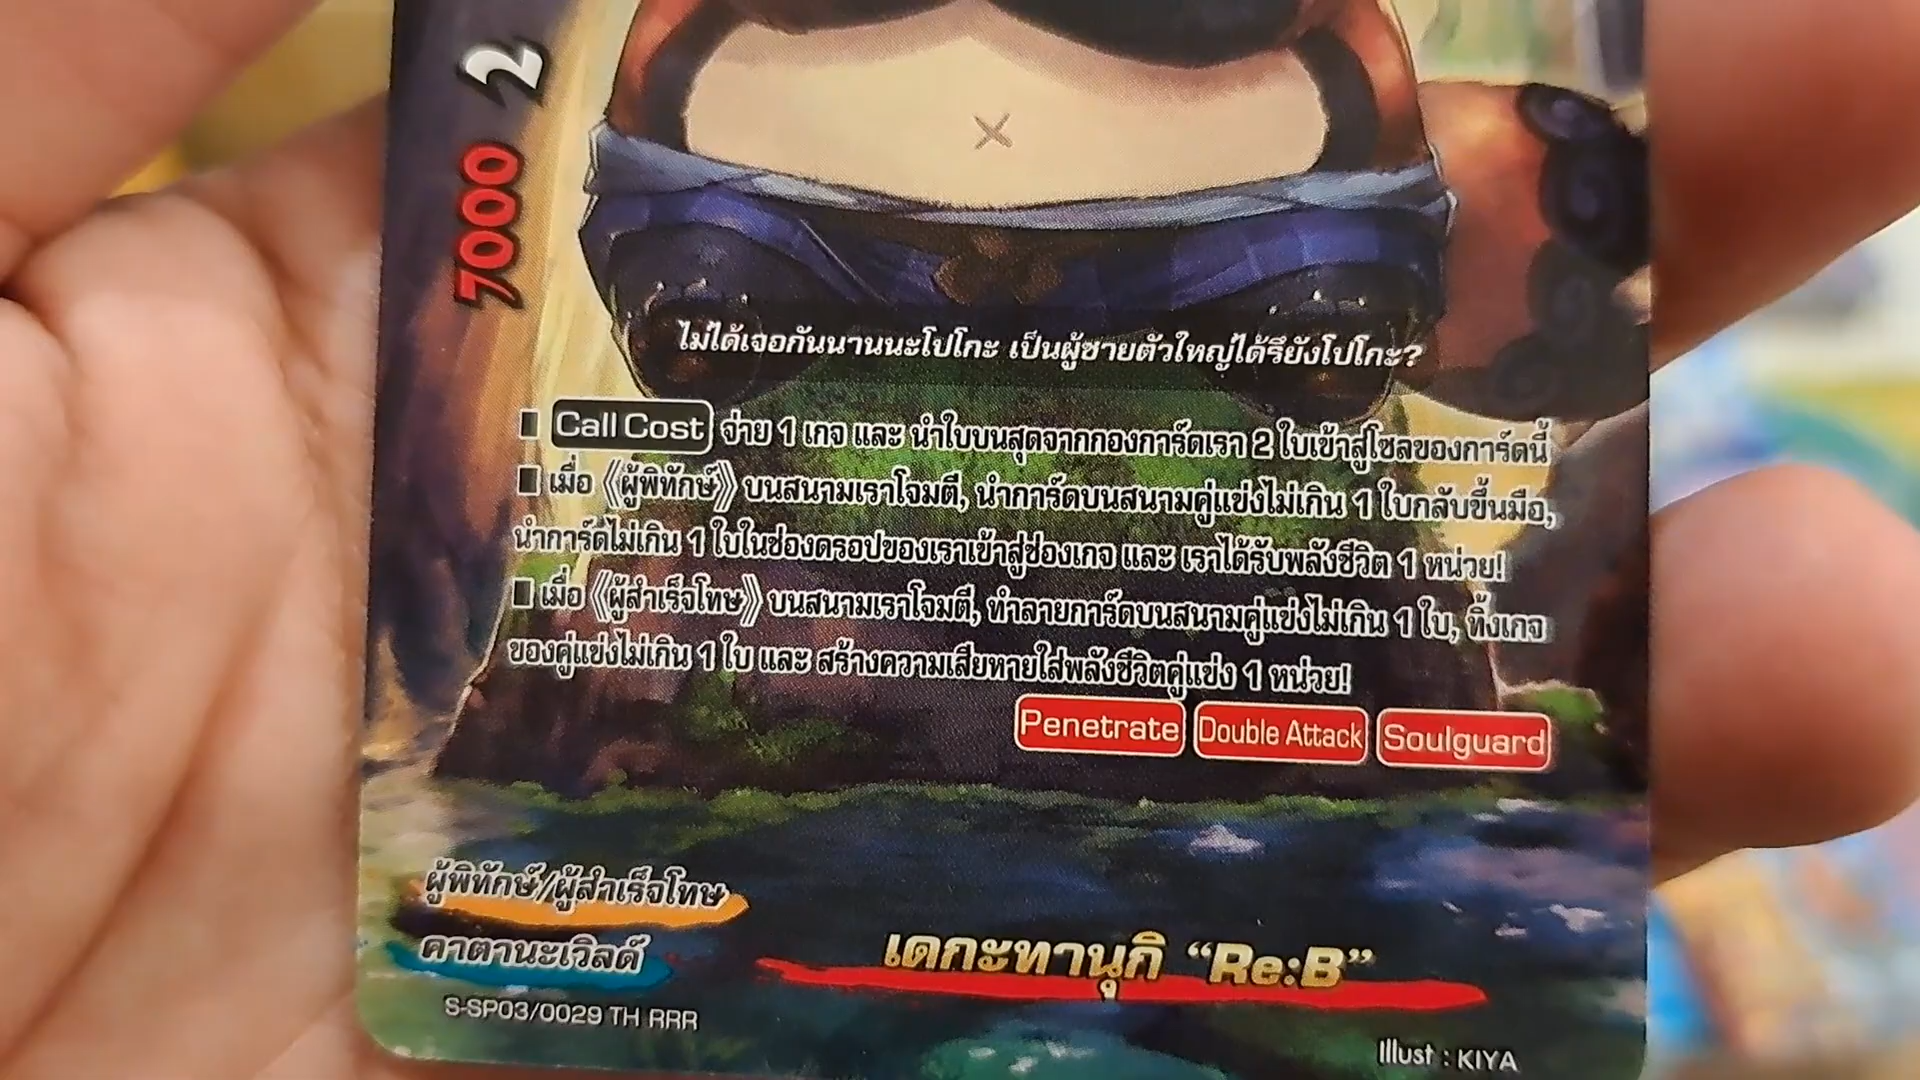 2
7000
ไม่ได้เจอกันนานนะโปโกะ เป็นผู้ชายตัวใหญ่ได้รึยังโปโกะ?
Call Cost จ่าย 1 เกจ และ นำใบบนสุดจากกองการ์ดเรา 2 ใบเข้าสู่โซลของการ์ดนี้
เมื่อ《ผู้พิทักษ์》บนสนามเราโจมตี, นำการ์ดบนสนามคู่แข่งไม่เกิน 1 ใบกลับขึ้นมือ,
นำการ์ดไม่เกิน 1 ใบในช่องดรอปของเราเข้าสู่ช่องเกจ และ เราได้รับพลังชีวิต 1 หน่วย!
เมื่อ《ผู้สำเร็จโทษ》บนสนามเราโจมตี, ทำลายการ์ดบนสนามคู่แข่งไม่เกิน 1 ใบ, ทิ้งเกจ
ของคู่แข่งไม่เกิน 1 ใบ และ สร้างความเสียหายใส่พลังชีวิตคู่แข่ง 1 หน่วย!
Penetrate Double Attack Soulguard
ผู้พิทักษ์/ผู้สำเร็จโทษ
คาตานะเวิลด์
เดกะทานุกิ “Re:B”
S-SP03/0029 TH RRR
Illust : KIYA